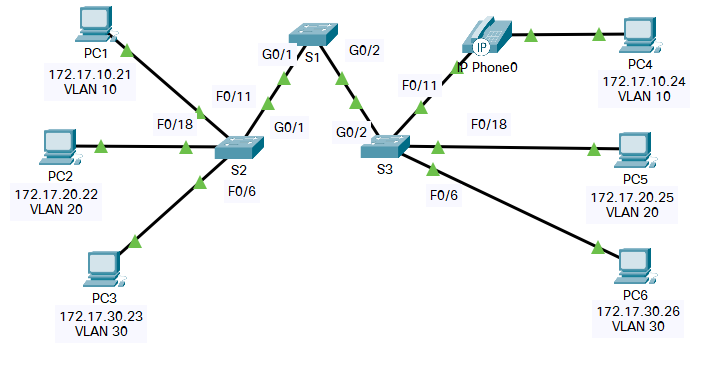 PC1
172.17.10.21
VLAN 10
G0/1
S1
G0/2
IP
IP Phone0
PC4
172.17.10.24
VLAN 10
F0/11
F0/11
F0/18
G0/1
G0/2
F0/18
PC2
172.17.20.22
VLAN 20
S2
F0/6
S3
F0/6
PC5
172.17.20.25
VLAN 20
PC3
172.17.30.23
VLAN 30
PC6
172.17.30.26
VLAN 30